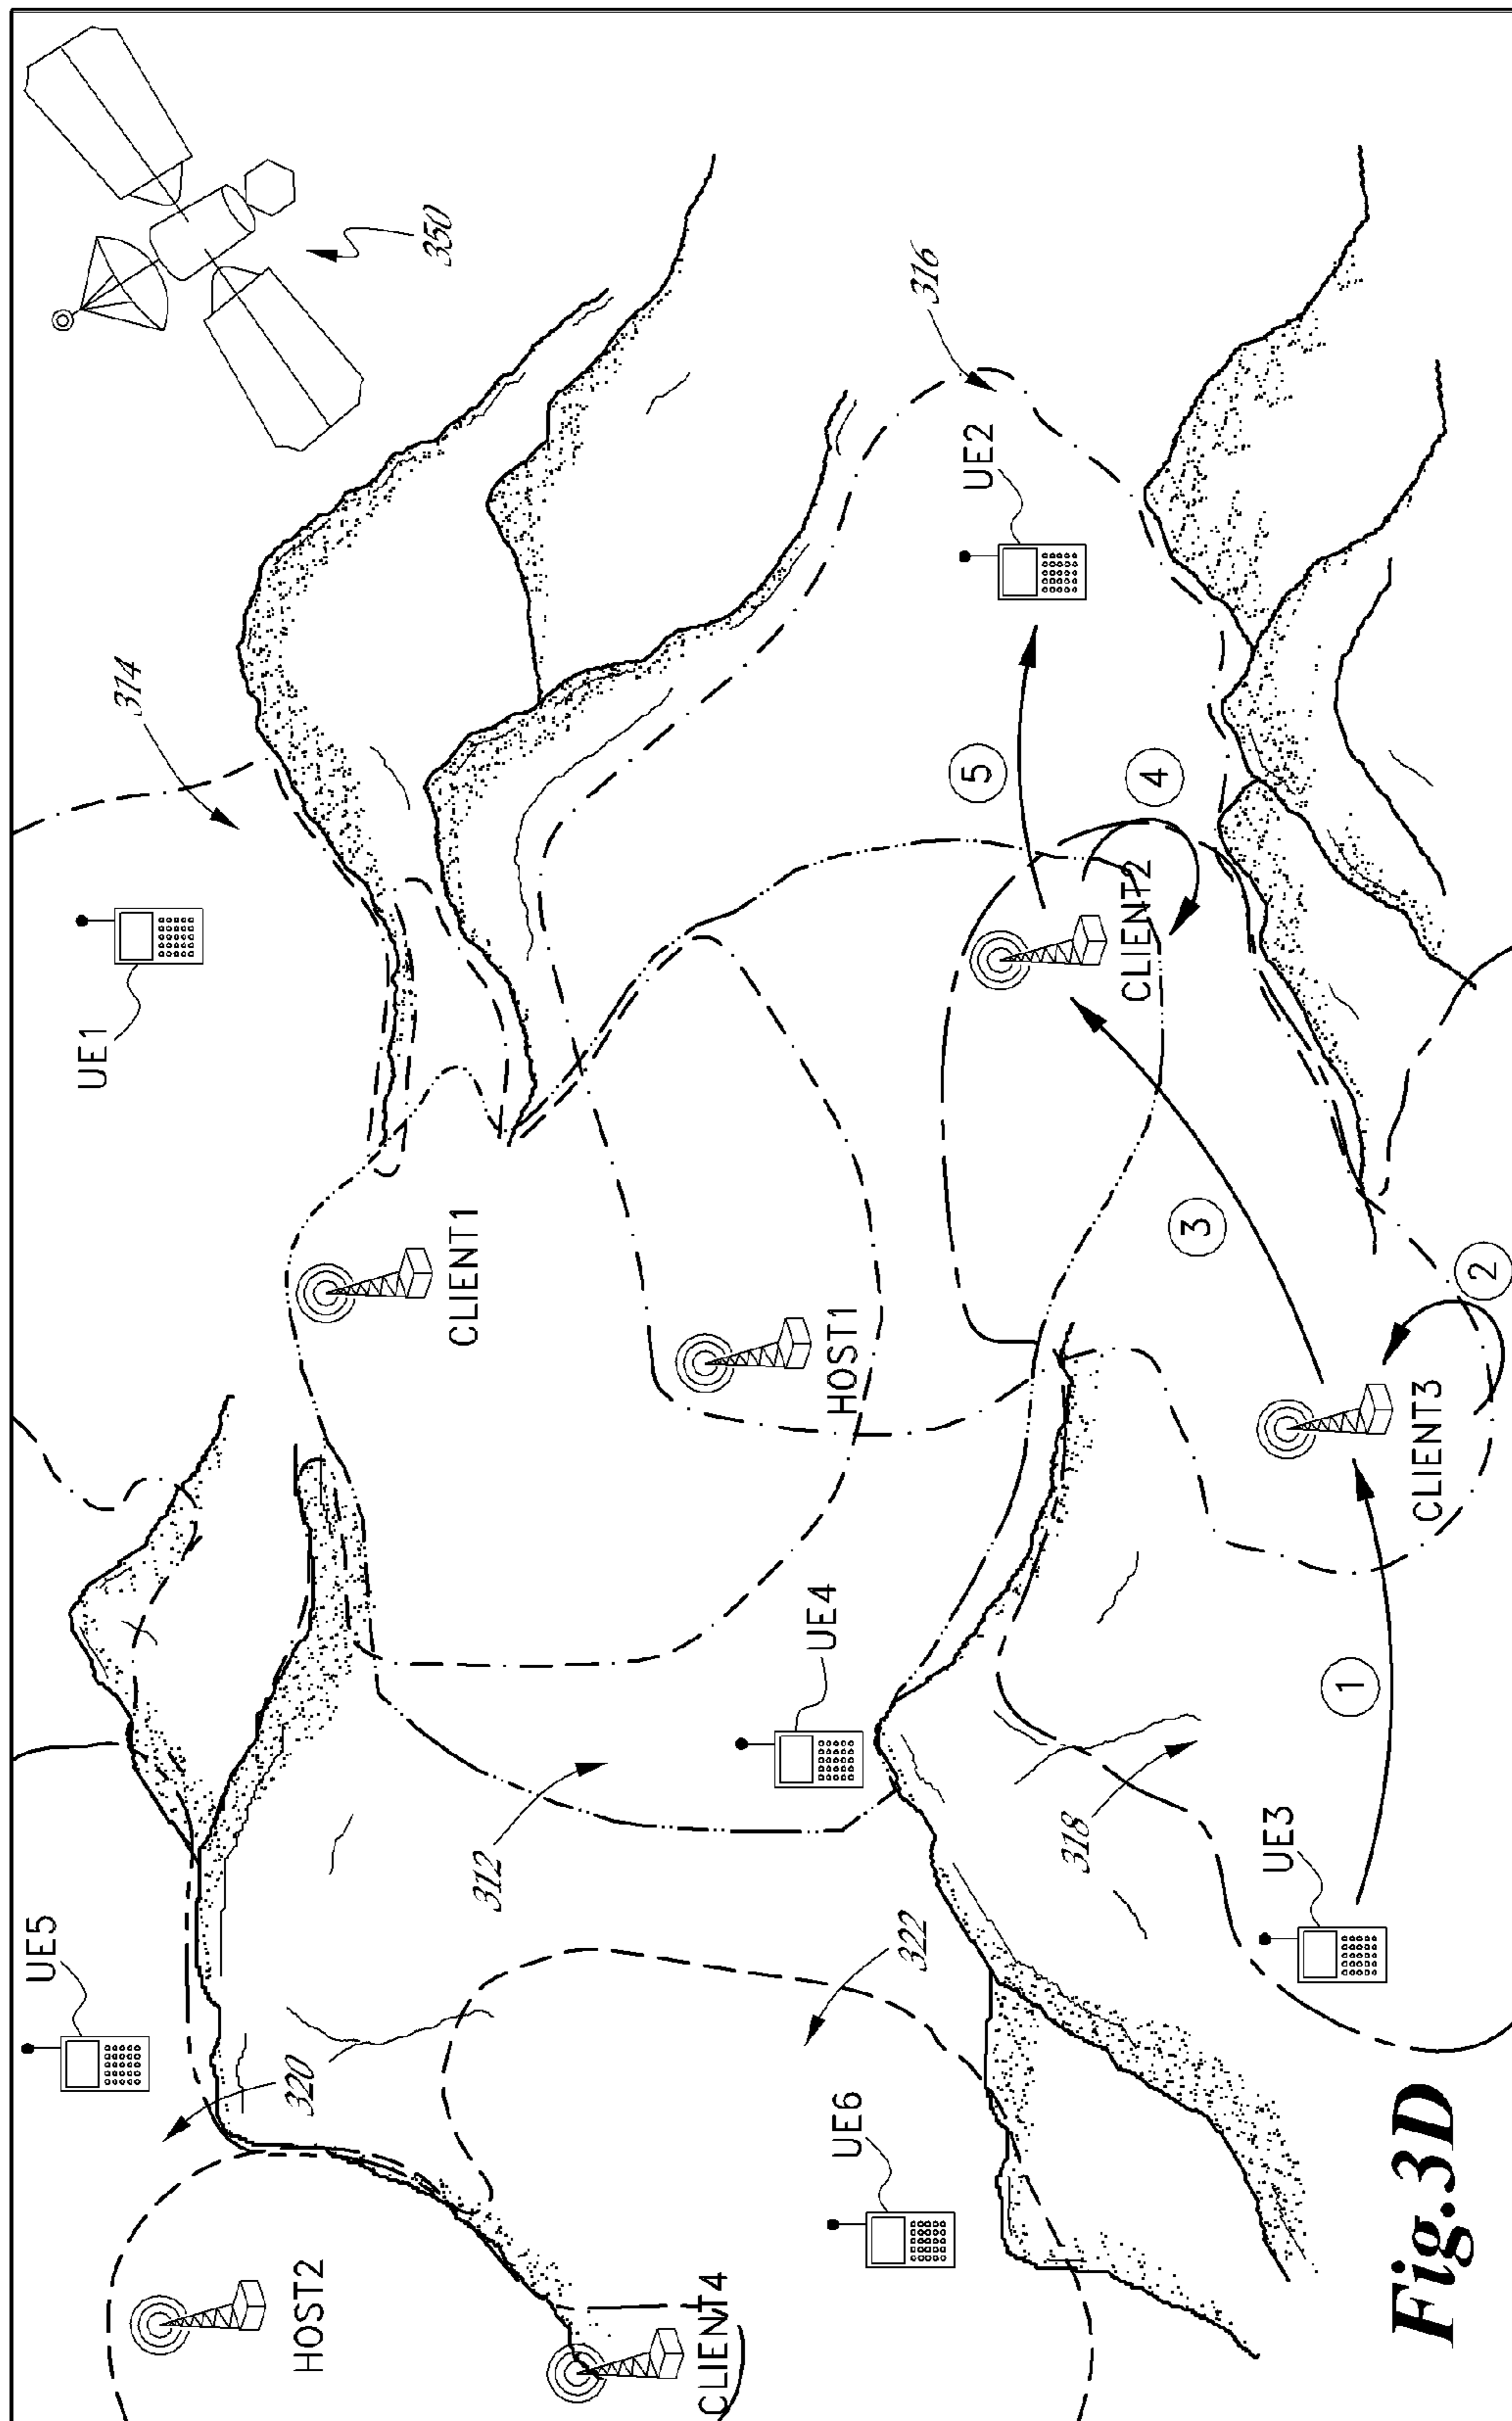 HOST2
320
UE5
CLIENT4
UE6
322
312
UE4
CLIENT1
HOST1
UE1
314
350
316
UE2
5
4
CLIENT2
3
2
CLIENT3
318
1
UE3
Fig.3D